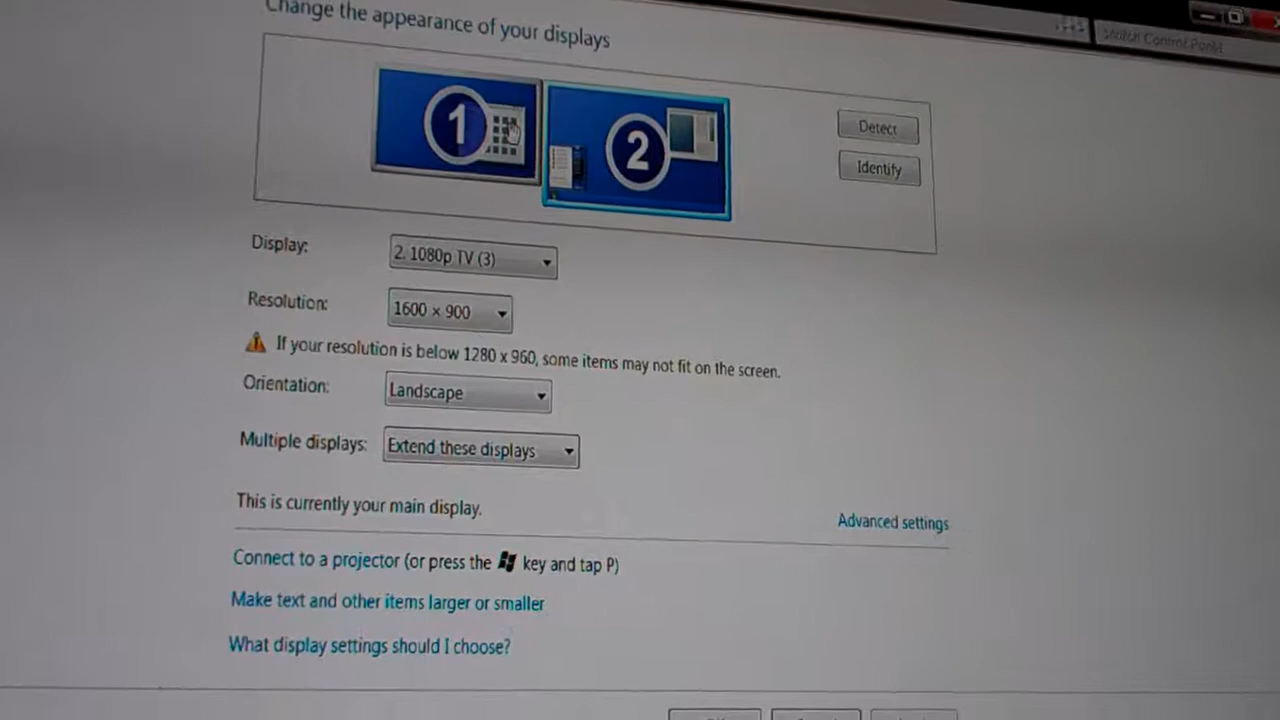 Change the appearance of your displays
Search Control Panel
1
2
Detect
Identify
Display: 2. 1080p TV (3)
Resolution: 1600 × 900
If your resolution is below 1280 x 960, some items may not fit on the screen.
Orientation: Landscape
Multiple displays: Extend these displays
This is currently your main display.
Advanced settings
Connect to a projector (or press the key and tap P)
Make text and other items larger or smaller
What display settings should I choose?